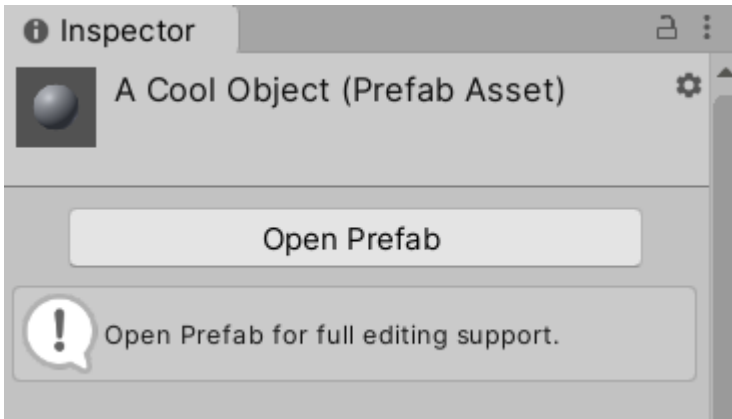 Inspector
A Cool Object (Prefab Asset)
Open Prefab
Open Prefab for full editing support.